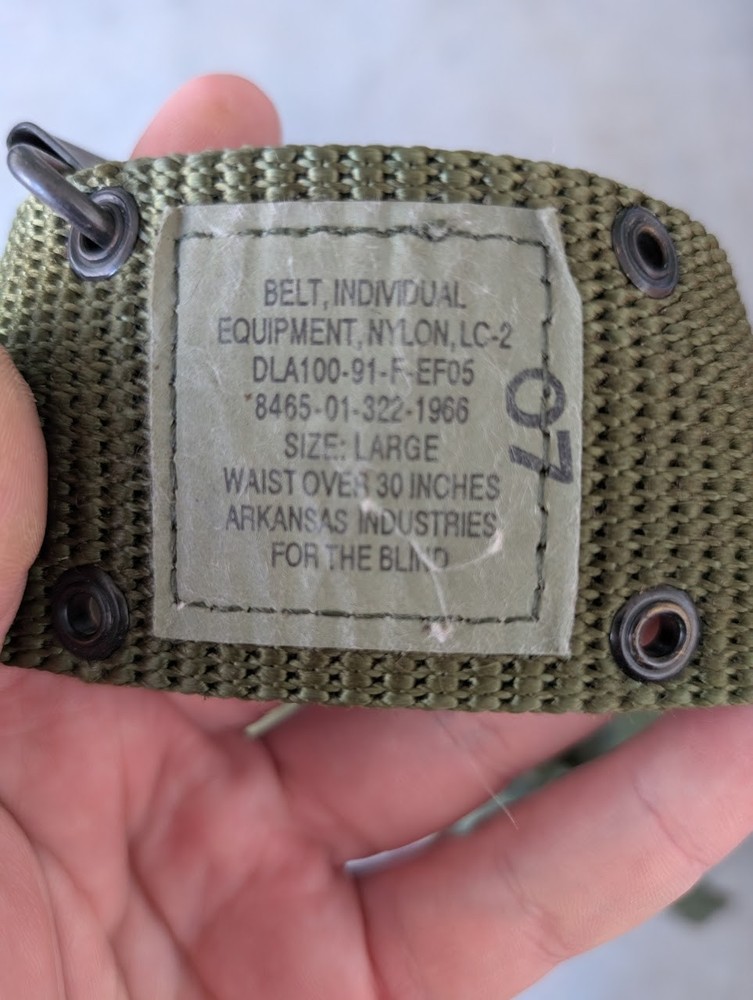 BELT, INDIVIDUAL
EQUIPMENT, NYLON, LC-2
DLA100-91-F-EF05
8465-01-322-1966
SIZE: LARGE
WAIST OVER 30 INCHES
ARKANSAS INDUSTRIES
FOR THE BLIND
07